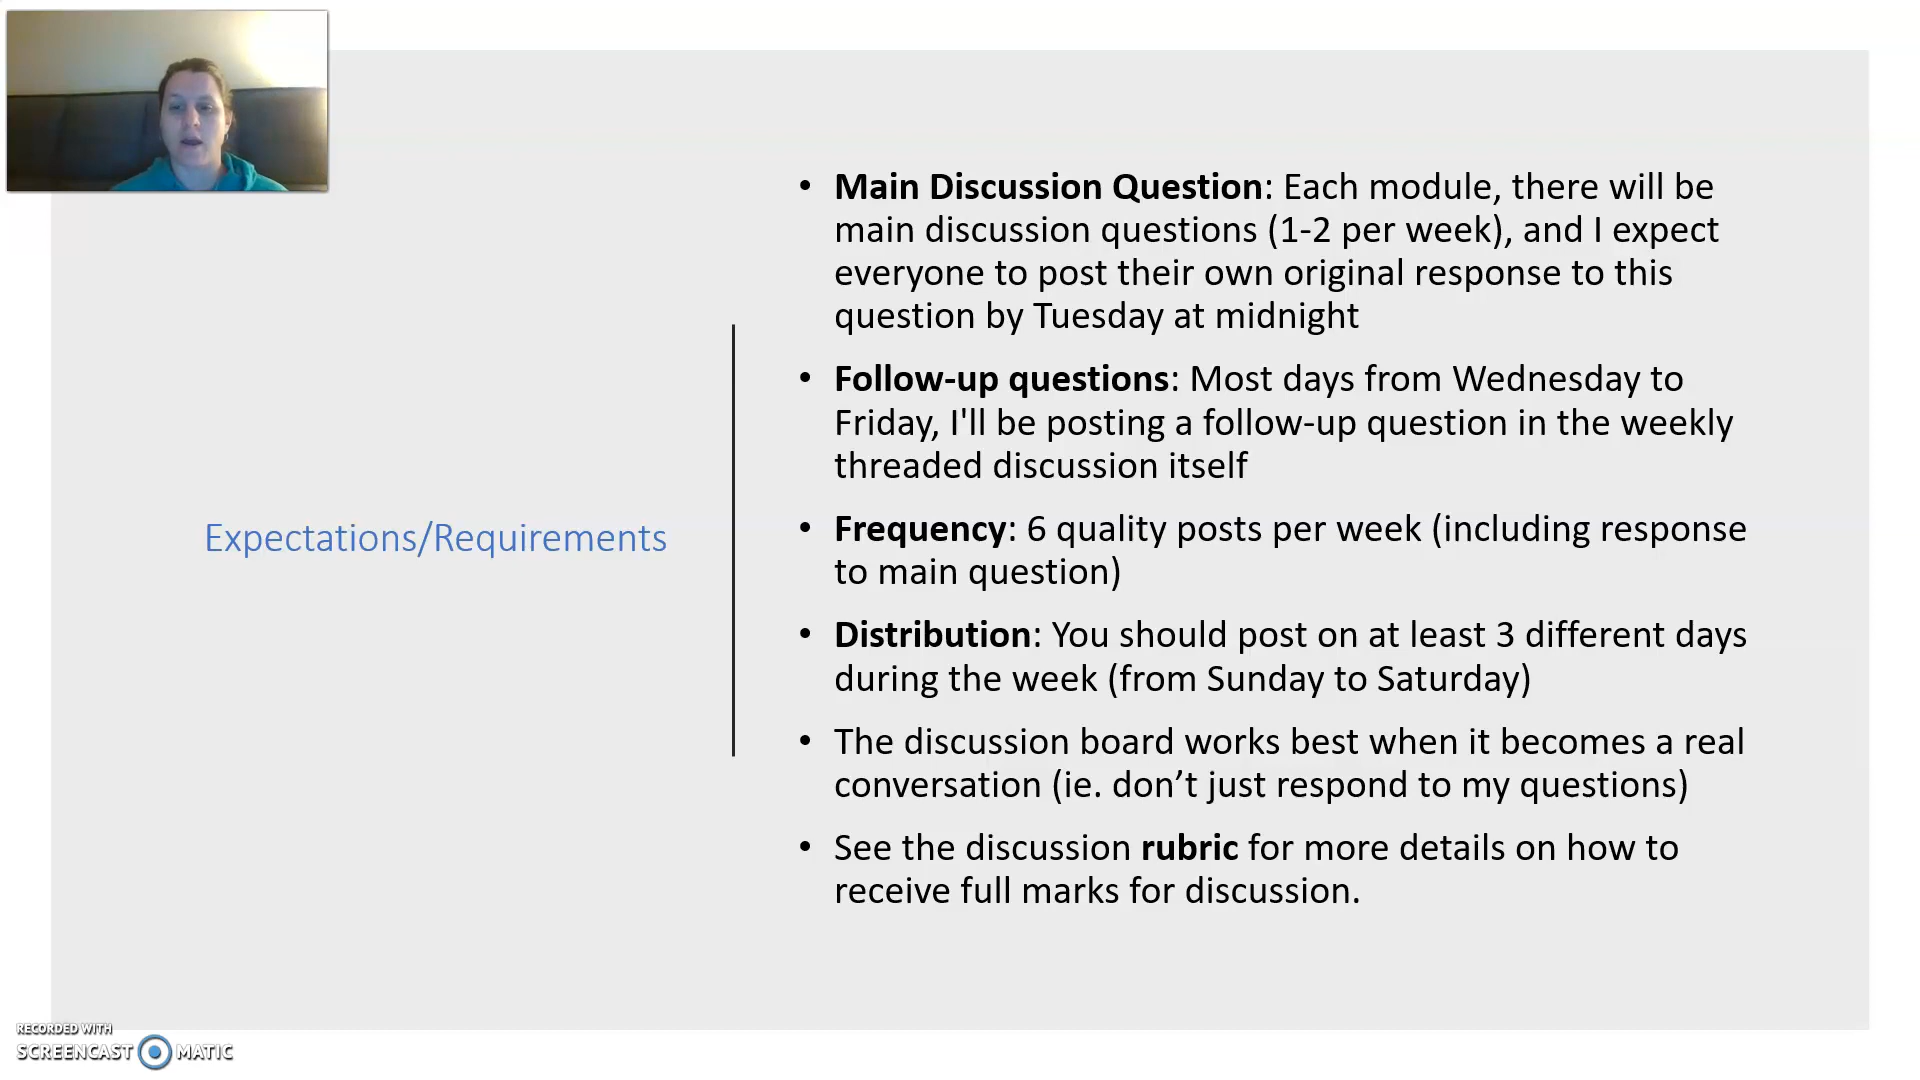 Expectations/Requirements
• Main Discussion Question: Each module, there will be
main discussion questions (1-2 per week), and I expect
everyone to post their own original response to this
question by Tuesday at midnight
• Follow-up questions: Most days from Wednesday to
Friday, I'll be posting a follow-up question in the weekly
threaded discussion itself
• Frequency: 6 quality posts per week (including response
to main question)
• Distribution: You should post on at least 3 different days
during the week (from Sunday to Saturday)
• The discussion board works best when it becomes a real
conversation (ie. don’t just respond to my questions)
• See the discussion rubric for more details on how to
receive full marks for discussion.
RECORDED WITH
SCREENCAST MATIC